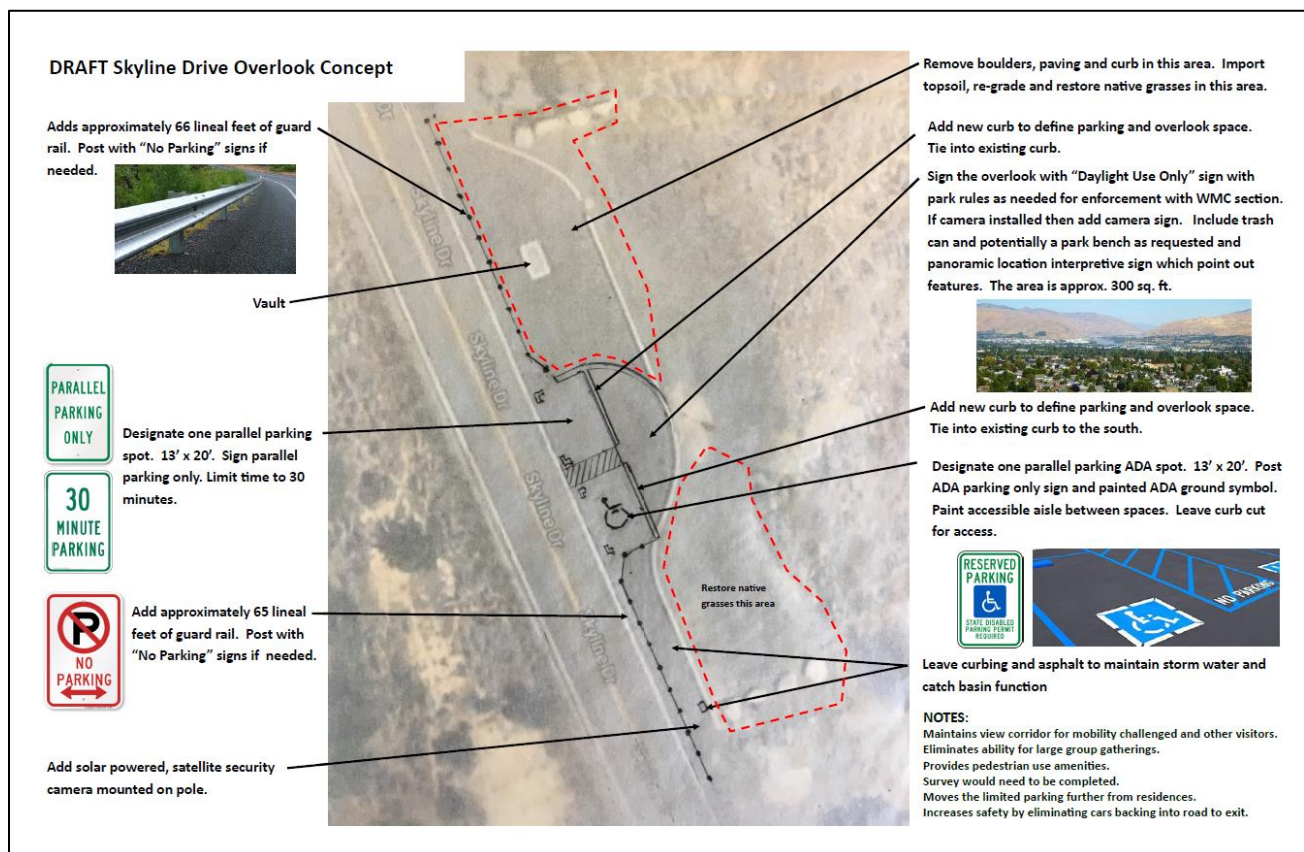 DRAFT Skyline Drive Overlook Concept
Adds approximately 66 lineal feet of guard
rail. Post with “No Parking” signs if
needed.
Vault
PARALLEL
PARKING
ONLY
Designate one parallel parking
spot. 13’ x 20’. Sign parallel
parking only. Limit time to 30
minutes.
30
MINUTE
PARKING
P
NO
PARKING
Add approximately 65 lineal
feet of guard rail. Post with
“No Parking” signs if needed.
Add solar powered, satellite security
camera mounted on pole.
Dr
Skyline Dr
Skyline Dr
Skyline Dr
Skyline Dr
Restore native
grasses this area
Remove boulders, paving and curb in this area. Import
topsoil, re-grade and restore native grasses in this area.
Add new curb to define parking and overlook space.
Tie into existing curb.
Sign the overlook with “Daylight Use Only” sign with
park rules as needed for enforcement with WMC section.
If camera installed then add camera sign. Include trash
can and potentially a park bench as requested and
panoramic location interpretive sign which point out
features. The area is approx. 300 sq. ft.
Add new curb to define parking and overlook space.
Tie into existing curb to the south.
Designate one parallel parking ADA spot. 13’ x 20’. Post
ADA parking only sign and painted ADA ground symbol.
Paint accessible aisle between spaces. Leave curb cut
for access.
RESERVED
PARKING
STATE DISABLED
PARKING PERMIT
REQUIRED
NO PARKING
Leave curbing and asphalt to maintain storm water and
catch basin function
NOTES:
Maintains view corridor for mobility challenged and other visitors.
Eliminates ability for large group gatherings.
Provides pedestrian use amenities.
Survey would need to be completed.
Moves the limited parking further from residences.
Increases safety by eliminating cars backing into road to exit.